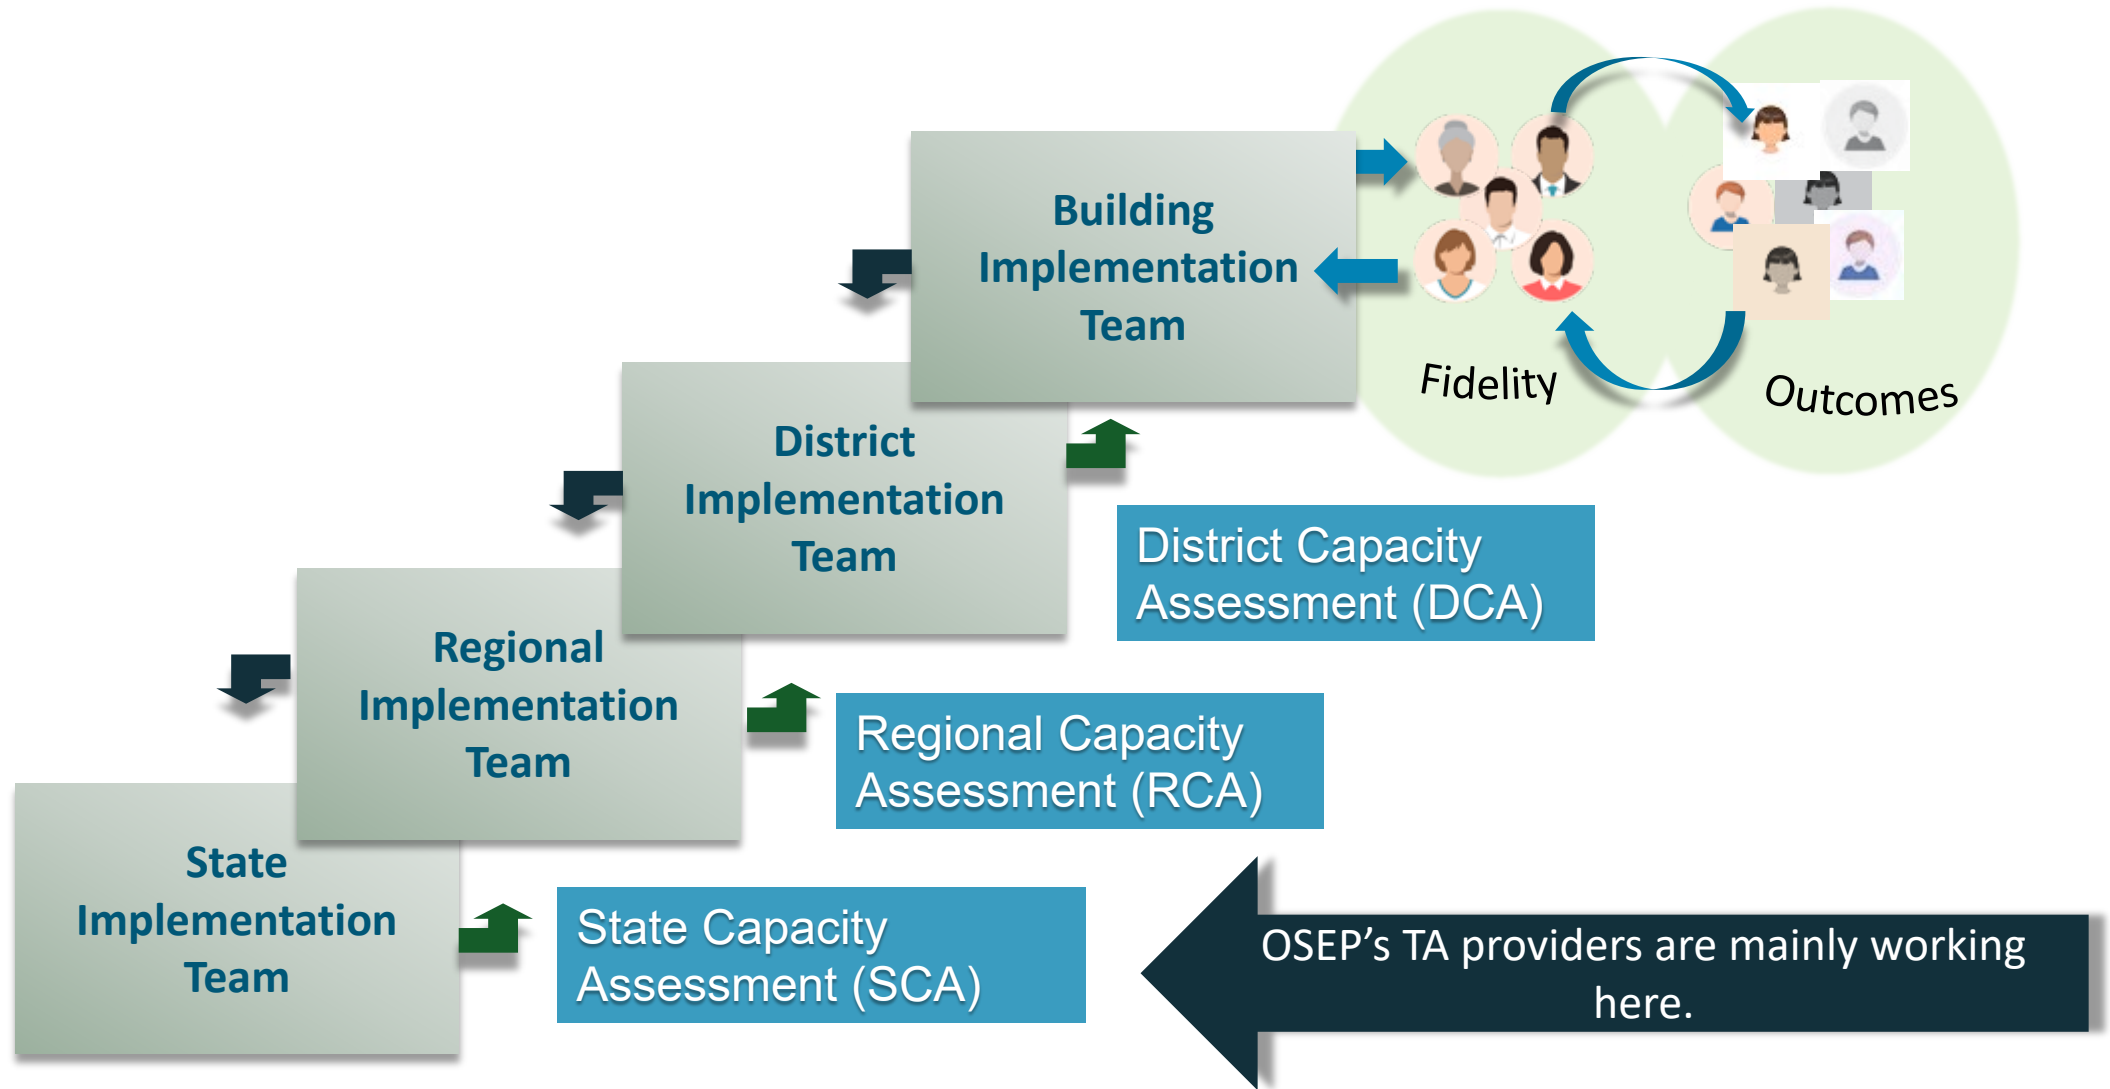 Building
Implementation
Team
Fidelity
Outcomes
District
Implementation
Team
District Capacity
Assessment (DCA)
Regional
Implementation
Team
Regional Capacity
Assessment (RCA)
State
Implementation
Team
State Capacity
Assessment (SCA)
OSEP’s TA providers are mainly working
here.